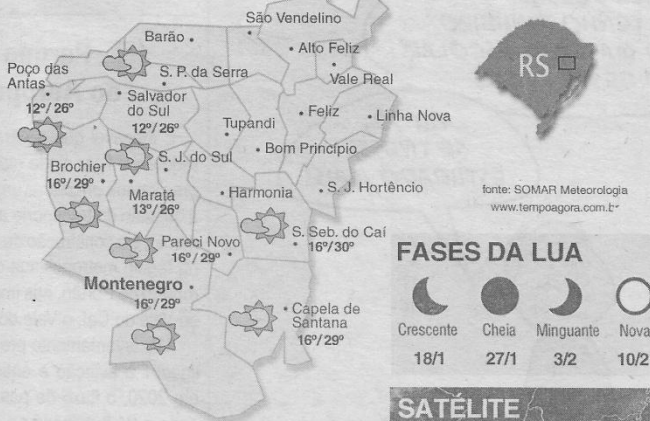 São Vendelino
Barão
Alto Feliz
Poço das
Antas
12º/26º
S. P. da Serra
Vale Real
Salvador
do Sul
12º/26º
Feliz
Linha Nova
Tupandi
Bom Princípio
Brochier
16º/29º
S. J. do Sul
Maratá
13º/26º
Harmonia
S. J. Hortêncio
Pareci Novo
16º/29º
S. Seb. do Caí
16º/30º
Montenegro
16º/29º
Capela de
Santana
16º/29º
RS
fonte: SOMAR Meteorologia
www.tempoagora.com.br
FASES DA LUA
Crescente Cheia Minguante Nova
18/1 27/1 3/2 10/2
SATÉLITE